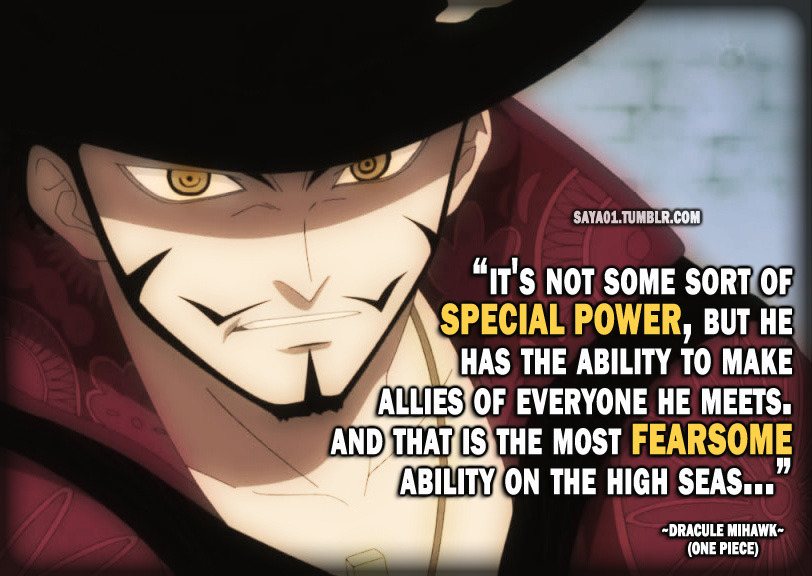 SAYA01.TUMBLR.COM
“IT'S NOT SOME SORT OF
SPECIAL POWER, BUT HE
HAS THE ABILITY TO MAKE
ALLIES OF EVERYONE HE MEETS.
AND THAT IS THE MOST FEARSOME
ABILITY ON THE HIGH SEAS...”
~DRACULE MIHAWK~
(ONE PIECE)